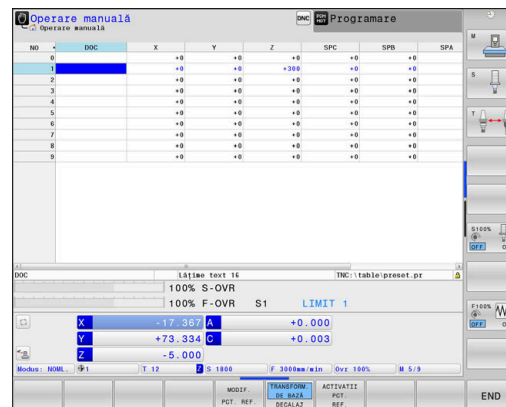 Operare manuală
Operare manuală
DNC
Programare
NO DOC X Y Z SPC SPB SPA
0 +0 +0 +0 +0 +0
1 +0 +0 +300 +0 +0
2 +0 +0 +0 +0 +0
3 +0 +0 +0 +0 +0
4 +0 +0 +0 +0 +0
5 +0 +0 +0 +0 +0
6 +0 +0 +0 +0 +0
7 +0 +0 +0 +0 +0
8 +0 +0 +0 +0 +0
9 +0 +0 +0 +0 +0
DOC Lăţime text 16 TNC:\table\preset.pr
100% S-OVR
100% F-OVR S1 LIMIT 1
X -17.367 A +0.000
Y +73.334 C +0.003
Z -5.000
Modus: NOML. 1 T 12 Z S 1800 F 3000mm/min Ovr 100% M 5/9
MODIF. PCT. REF.
TRANSFORM. DE BAZĂ DECALAJ
ACTIVAŢI PCT. REF.
END
M
S
T
S100%
OFF
F100%
OFF